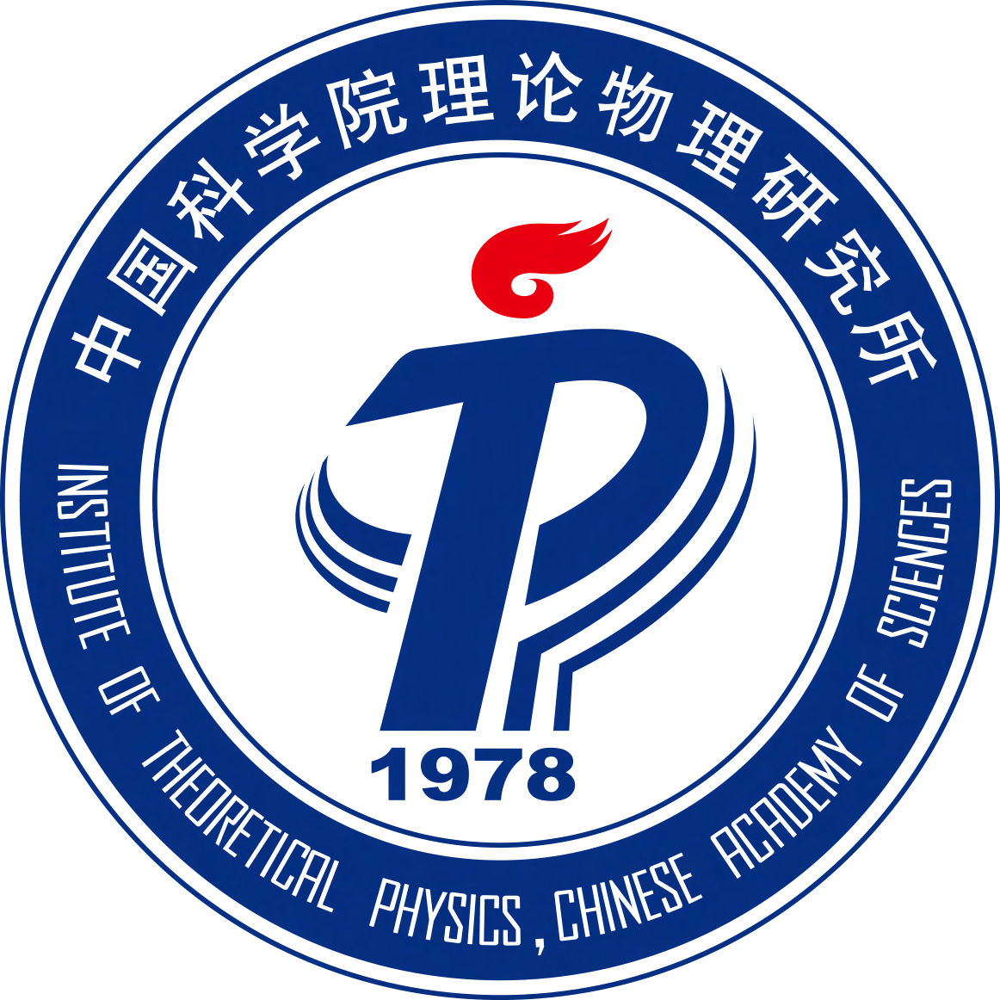 中国科学院理论物理研究所
1978
INSTITUTE OF THEORETICAL PHYSICS, CHINESE ACADEMY OF SCIENCES